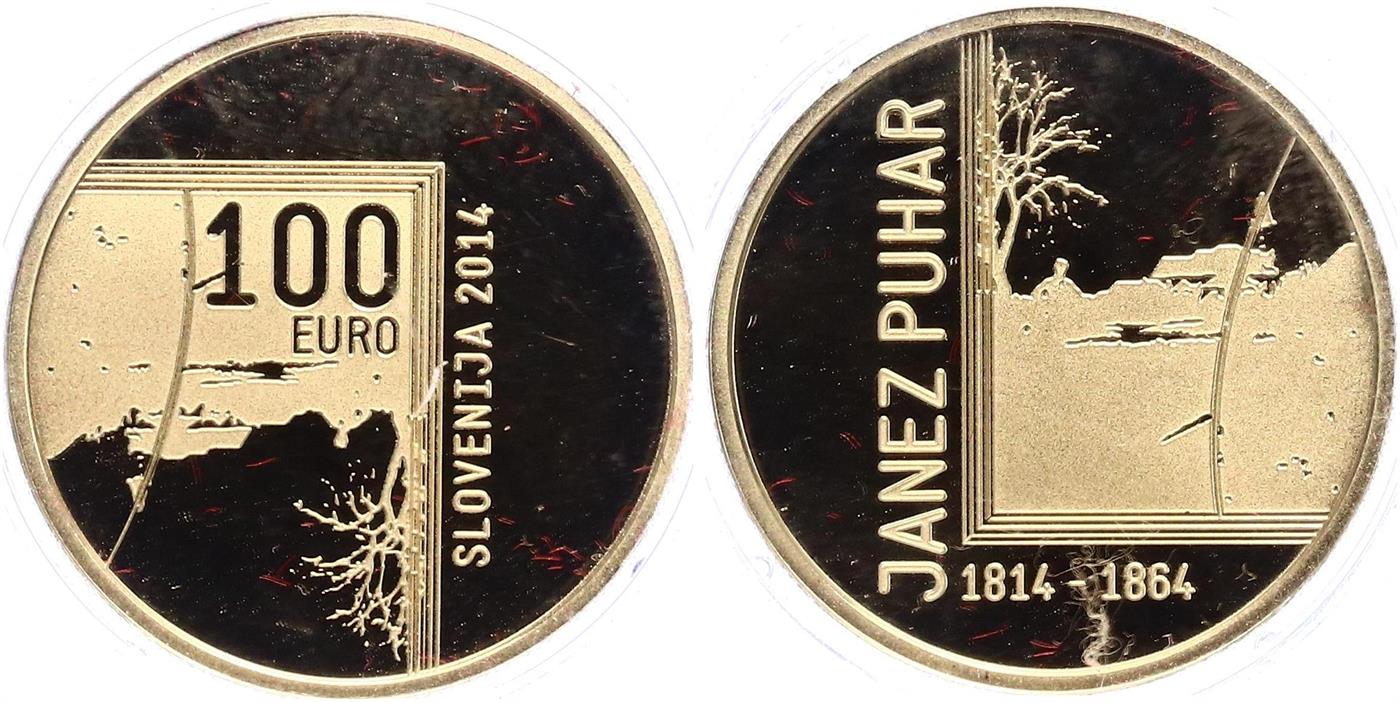 100
EURO
SLOVENIJA 2014
JANEZ PUHAR
1814 - 1864